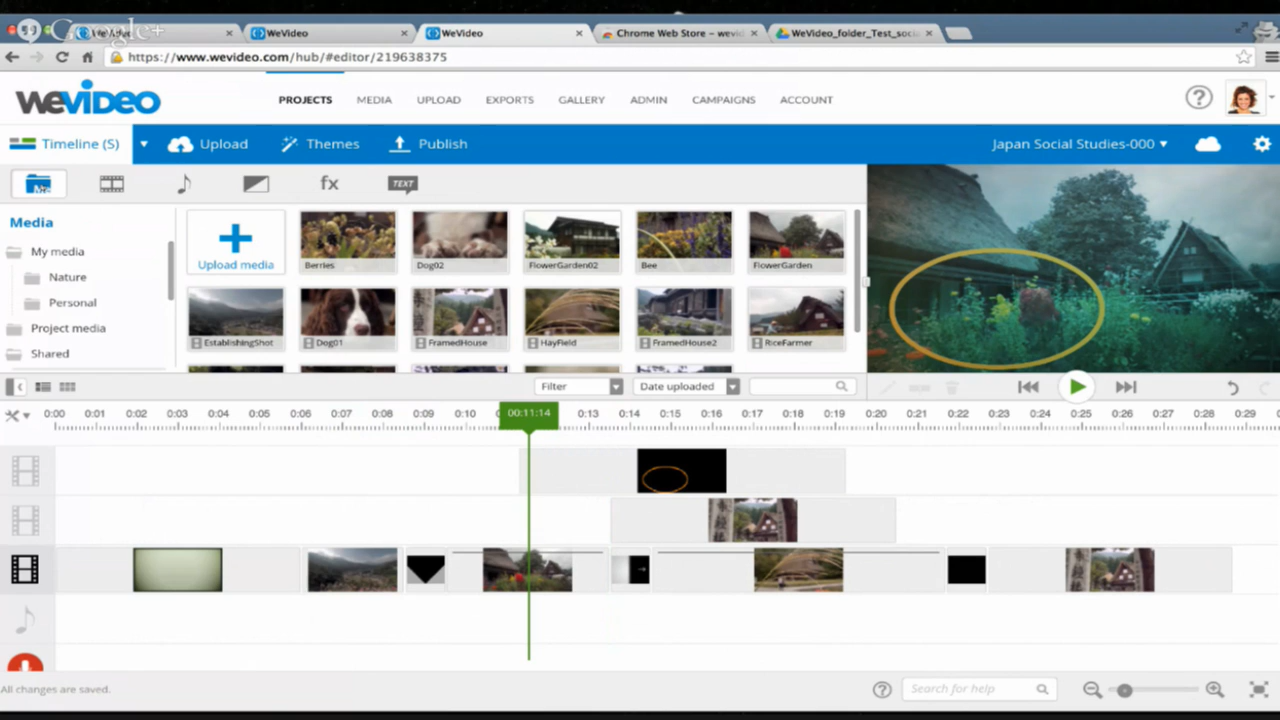 Google+
WeVideo
WeVideo
Chrome Web Store – wevid
WeVideo_folder_Test_soci
https://www.wevideo.com/hub/#editor/219638375
WEVIDEO
PROJECTS MEDIA UPLOAD EXPORTS GALLERY ADMIN CAMPAIGNS ACCOUNT
?
Timeline (S) Upload Themes Publish Japan Social Studies-000
fx TEXT
Media
My media
Nature
Personal
Project media
Shared
Upload media
Berries Dog02 FlowerGarden02 Bee FlowerGarden
EstablishingShot Dog01 FramedHouse HayField FramedHouse2 RiceFarmer
Filter Date uploaded
0:00 0:01 0:02 0:03 0:04 0:05 0:06 0:07 0:08 0:09 0:10 00:11:14 0:13 0:14 0:15 0:16 0:17 0:18 0:19 0:20 0:21 0:22 0:23 0:24 0:25 0:26 0:27 0:28 0:29
All changes are saved.
? Search for help